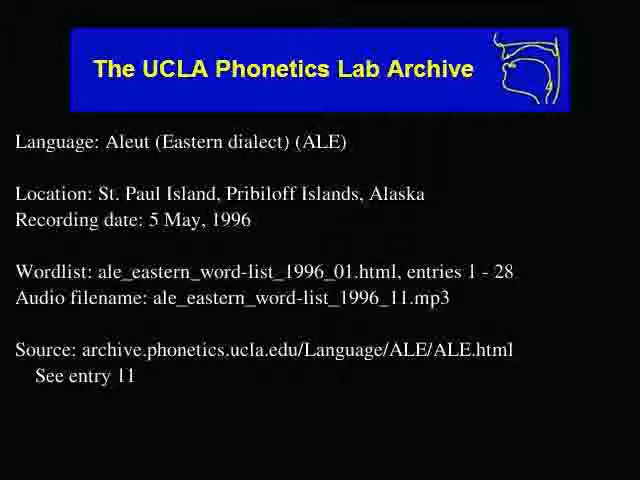 The UCLA Phonetics Lab Archive
Language: Aleut (Eastern dialect) (ALE)
Location: St. Paul Island, Pribiloff Islands, Alaska
Recording date: 5 May, 1996
Wordlist: ale_eastern_word-list_1996_01.html, entries 1 - 28
Audio filename: ale_eastern_word-list_1996_11.mp3
Source: archive.phonetics.ucla.edu/Language/ALE/ALE.html
See entry 11